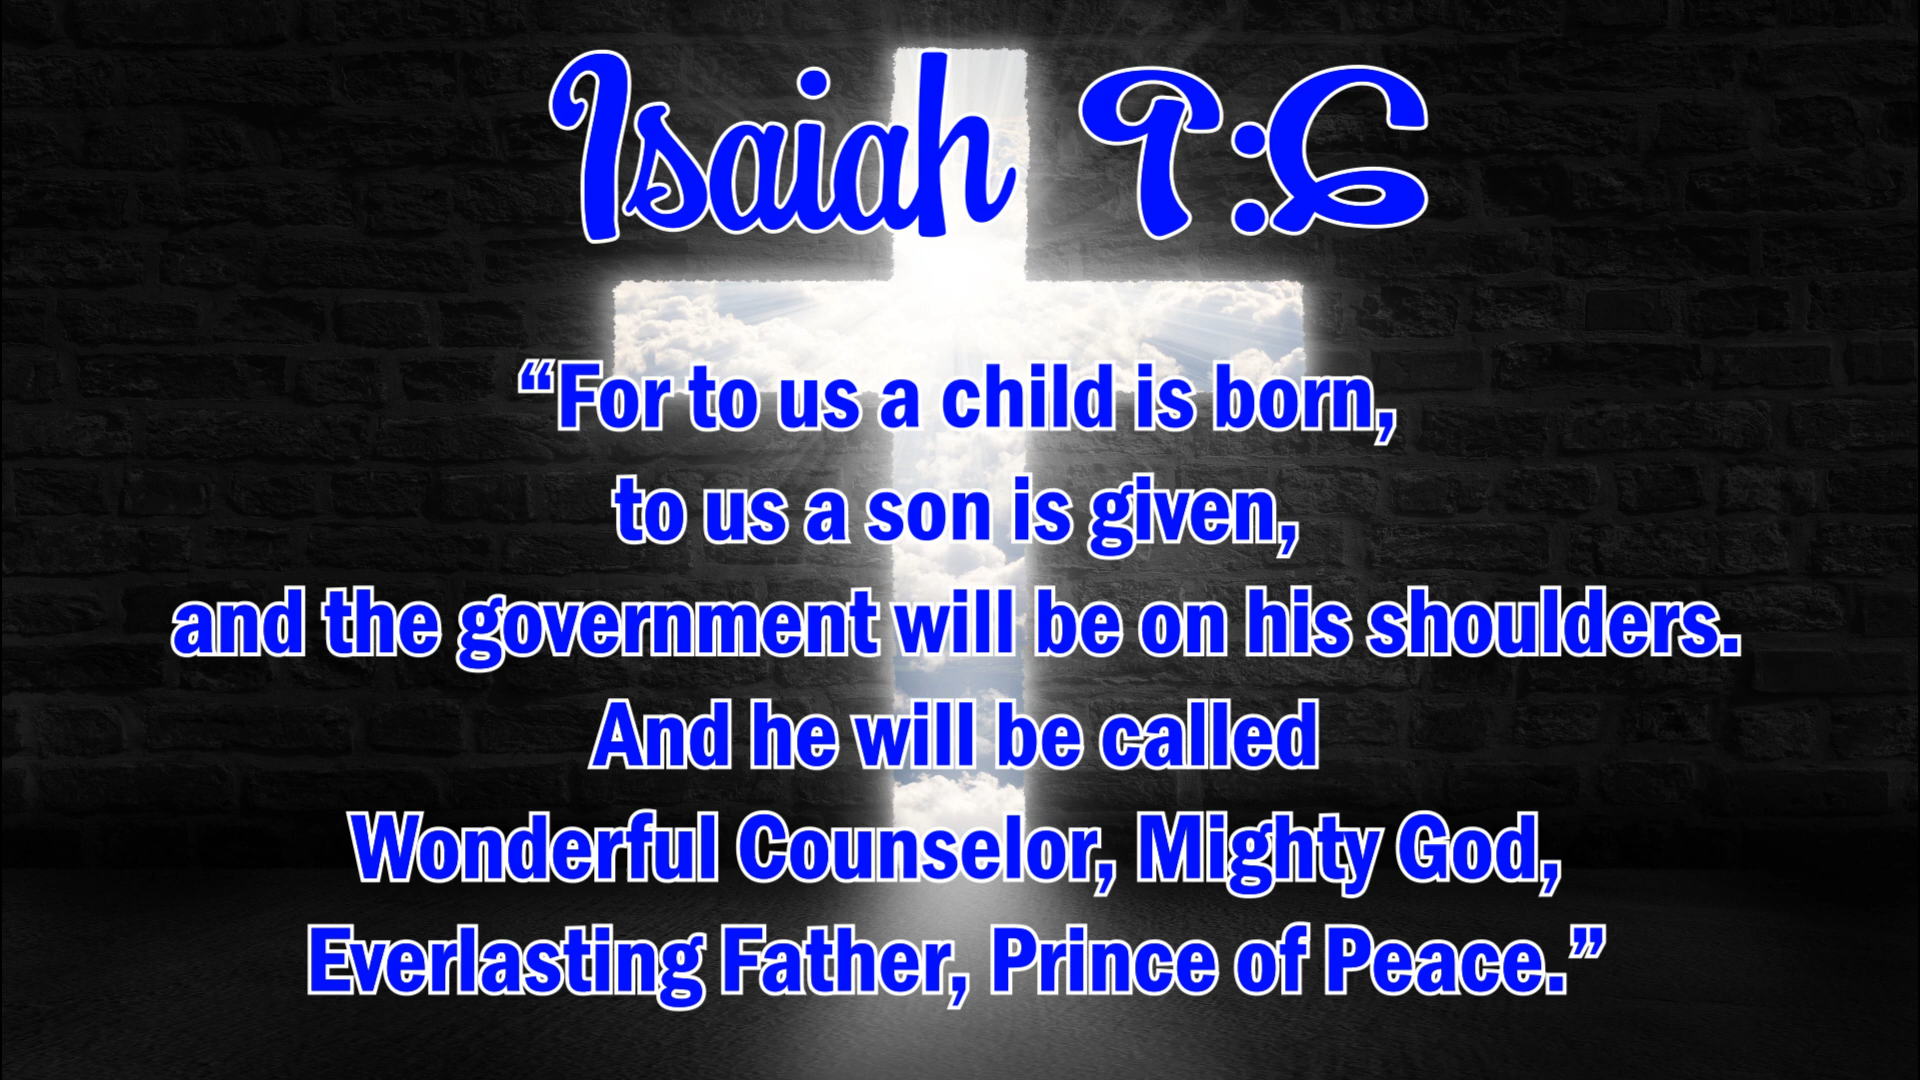 Isaiah 9:6
“For to us a child is born,
to us a son is given,
and the government will be on his shoulders.
And he will be called
Wonderful Counselor, Mighty God,
Everlasting Father, Prince of Peace.”